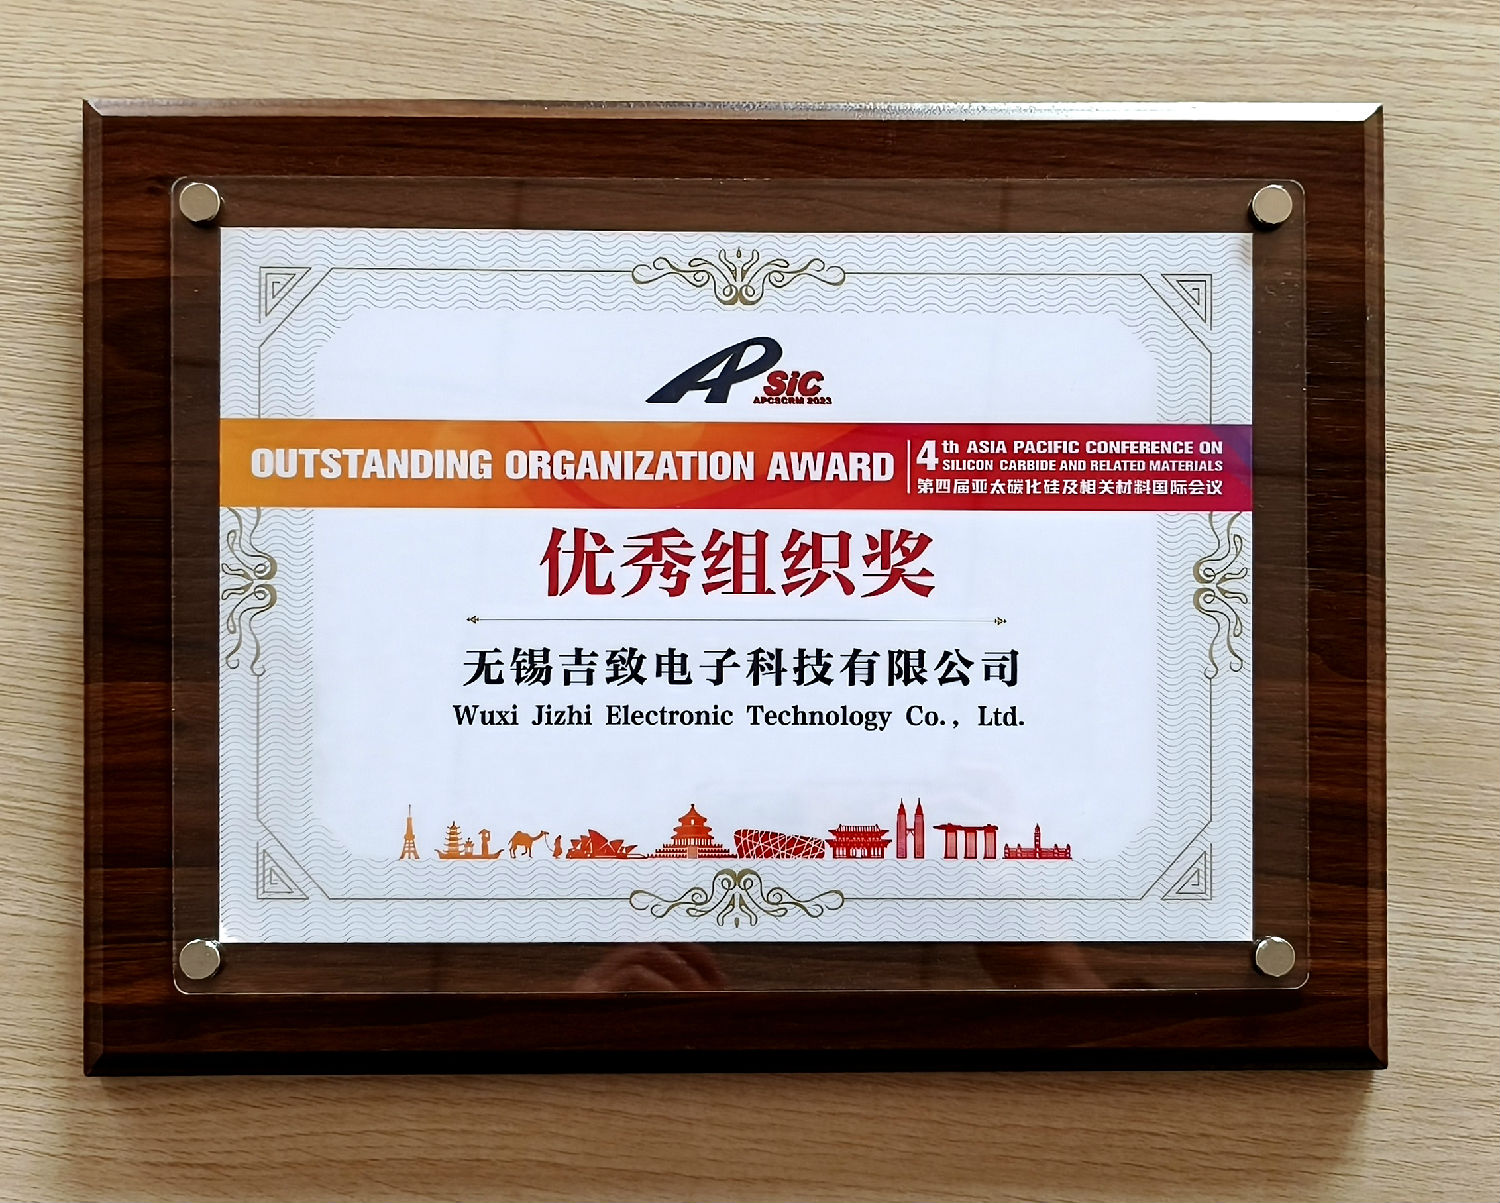 AP SiC
APCSCRM 2023
OUTSTANDING ORGANIZATION AWARD
4th ASIA PACIFIC CONFERENCE ON
SILICON CARBIDE AND RELATED MATERIALS
第四届亚太碳化硅及相关材料国际会议
优秀组织奖
无锡吉致电子科技有限公司
Wuxi Jizhi Electronic Technology Co., Ltd.